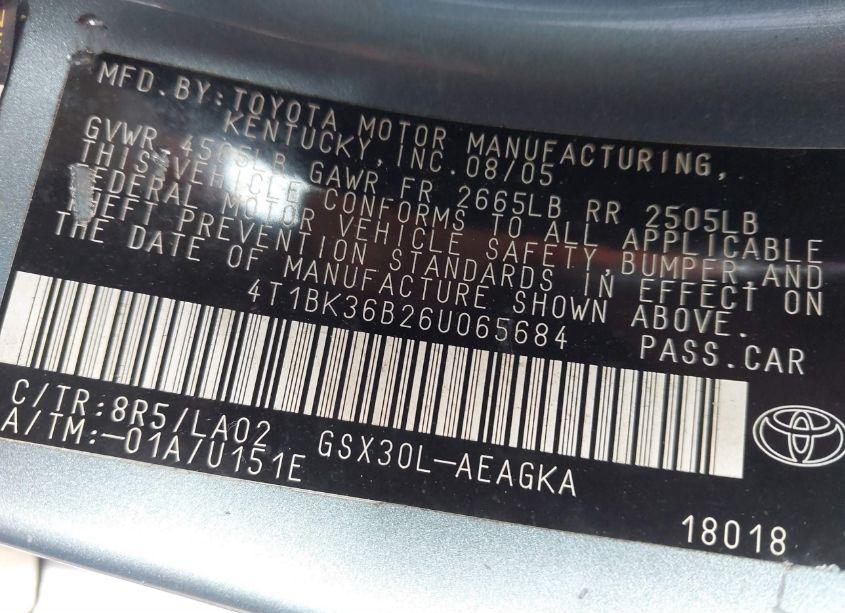 MFD.BY:TOYOTA MOTOR MANUFACTURING,
KENTUCKY,INC.08/05
GVWR 4505LB GAWR FR 2665LB RR 2505LB
THIS VEHICLE CONFORMS TO ALL APPLICABLE
FEDERAL MOTOR VEHICLE SAFETY,BUMPER,AND
THEFT PREVENTION STANDARDS IN EFFECT ON
THE DATE OF MANUFACTURE SHOWN ABOVE.
4T1BK36B26U065684
PASS.CAR
C/TR:8R5/LA02
A/TM:-01A/U151E
GSX30L-AEAGKA
18018